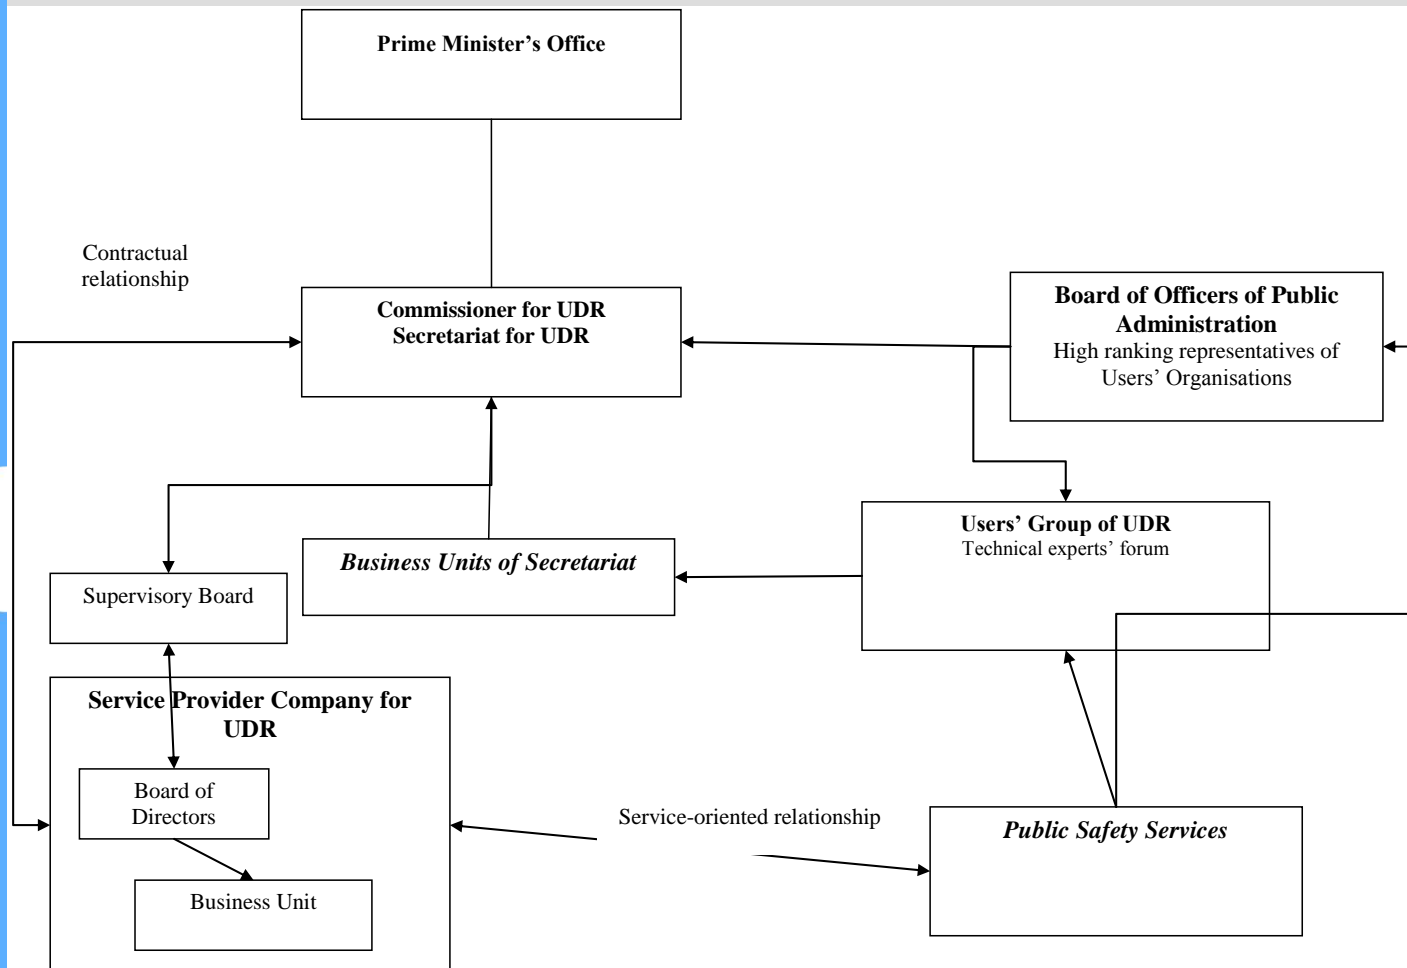 Prime Minister’s Office
Contractual
relationship
Commissioner for UDR
Secretariat for UDR
Board of Officers of Public
Administration
High ranking representatives of
Users’ Organisations
Users’ Group of UDR
Technical experts’ forum
Business Units of Secretariat
Supervisory Board
Service Provider Company for
UDR
Board of
Directors
Service-oriented relationship
Public Safety Services
Business Unit